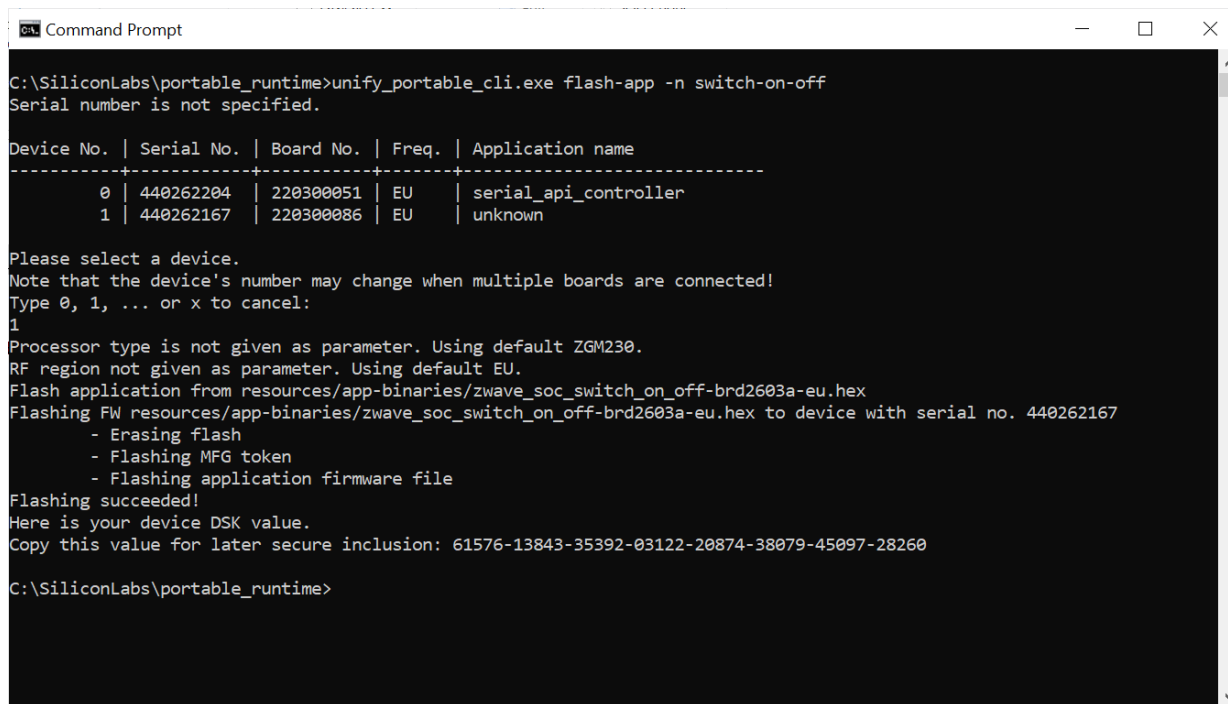 Command Prompt
C:\SiliconLabs\portable_runtime>unify_portable_cli.exe flash-app -n switch-on-off
Serial number is not specified.
Device No. | Serial No. | Board No. | Freq. | Application name
-----------+------------+-----------+-------+-----------------------------
0 | 440262204 | 220300051 | EU | serial_api_controller
1 | 440262167 | 220300086 | EU | unknown
Please select a device.
Note that the device's number may change when multiple boards are connected!
Type 0, 1, ... or x to cancel:
1
Processor type is not given as parameter. Using default ZGM230.
RF region not given as parameter. Using default EU.
Flash application from resources/app-binaries/zwave_soc_switch_on_off-brd2603a-eu.hex
Flashing FW resources/app-binaries/zwave_soc_switch_on_off-brd2603a-eu.hex to device with serial no. 440262167
- Erasing flash
- Flashing MFG token
- Flashing application firmware file
Flashing succeeded!
Here is your device DSK value.
Copy this value for later secure inclusion: 61576-13843-35392-03122-20874-38079-45097-28260
C:\SiliconLabs\portable_runtime>